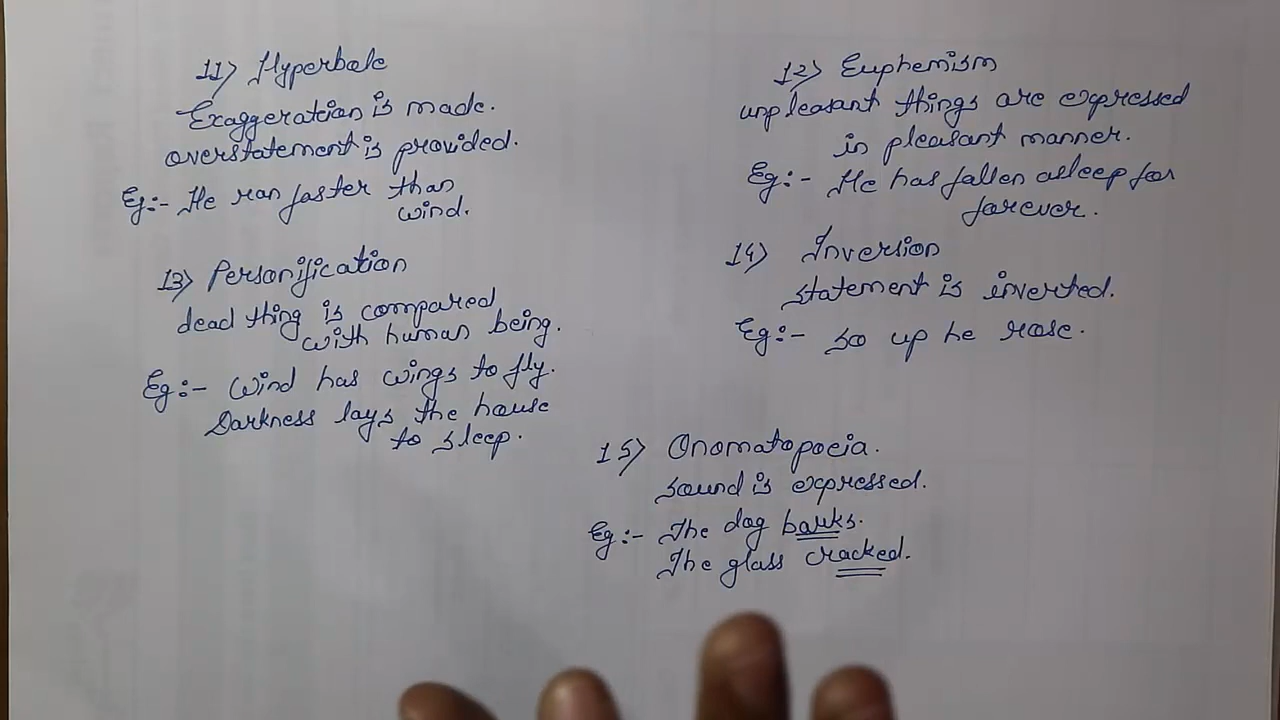 11) Hyperbole
Exaggeration is made.
overstatement is provided.
Eg:- He ran faster than
wind.
12) Euphemism
unpleasant things are expressed
in pleasant manner.
Eg:- He has fallen asleep for
forever.
13) Personification
dead thing is compared
with human being.
Eg:- Wind has wings to fly.
Darkness lays the house
to sleep.
14) Inversion
statement is inverted.
Eg:- so up he rose.
15) Onomatopoeia.
sound is expressed.
Eg:- The dog barks.
The glass cracked.